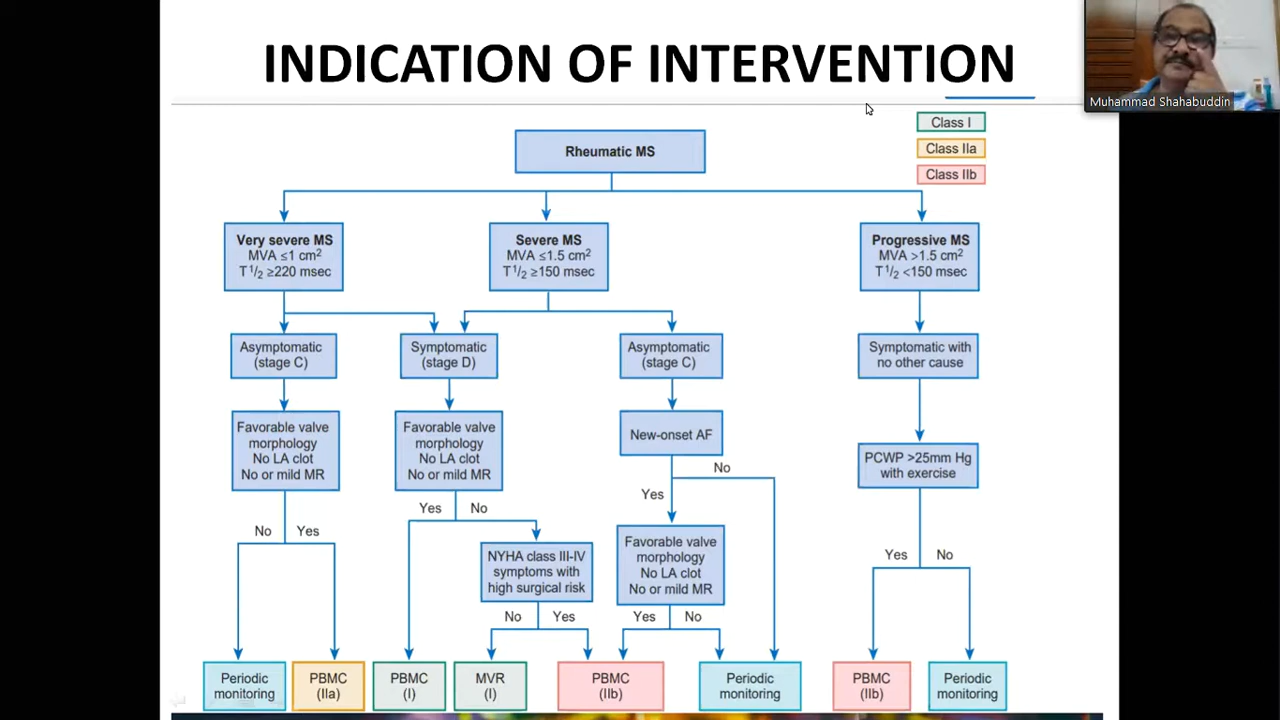 INDICATION OF INTERVENTION
Muhammad Shahabuddin
Class I
Class IIa
Class IIb
Rheumatic MS
Very severe MS
MVA ≤1 cm²
T½ ≥220 msec
Severe MS
MVA ≤1.5 cm²
T½ ≥150 msec
Progressive MS
MVA >1.5 cm²
T½ <150 msec
Asymptomatic
(stage C)
Symptomatic
(stage D)
Asymptomatic
(stage C)
Symptomatic with
no other cause
Favorable valve
morphology
No LA clot
No or mild MR
Favorable valve
morphology
No LA clot
No or mild MR
New-onset AF
PCWP >25mm Hg
with exercise
No
Yes
Yes
No
Yes
No
NYHA class III-IV
symptoms with
high surgical risk
Favorable valve
morphology
No LA clot
No or mild MR
No
Yes
Yes
No
Yes
No
Periodic
monitoring
PBMC
(IIa)
PBMC
(I)
MVR
(I)
PBMC
(IIb)
Periodic
monitoring
PBMC
(IIb)
Periodic
monitoring